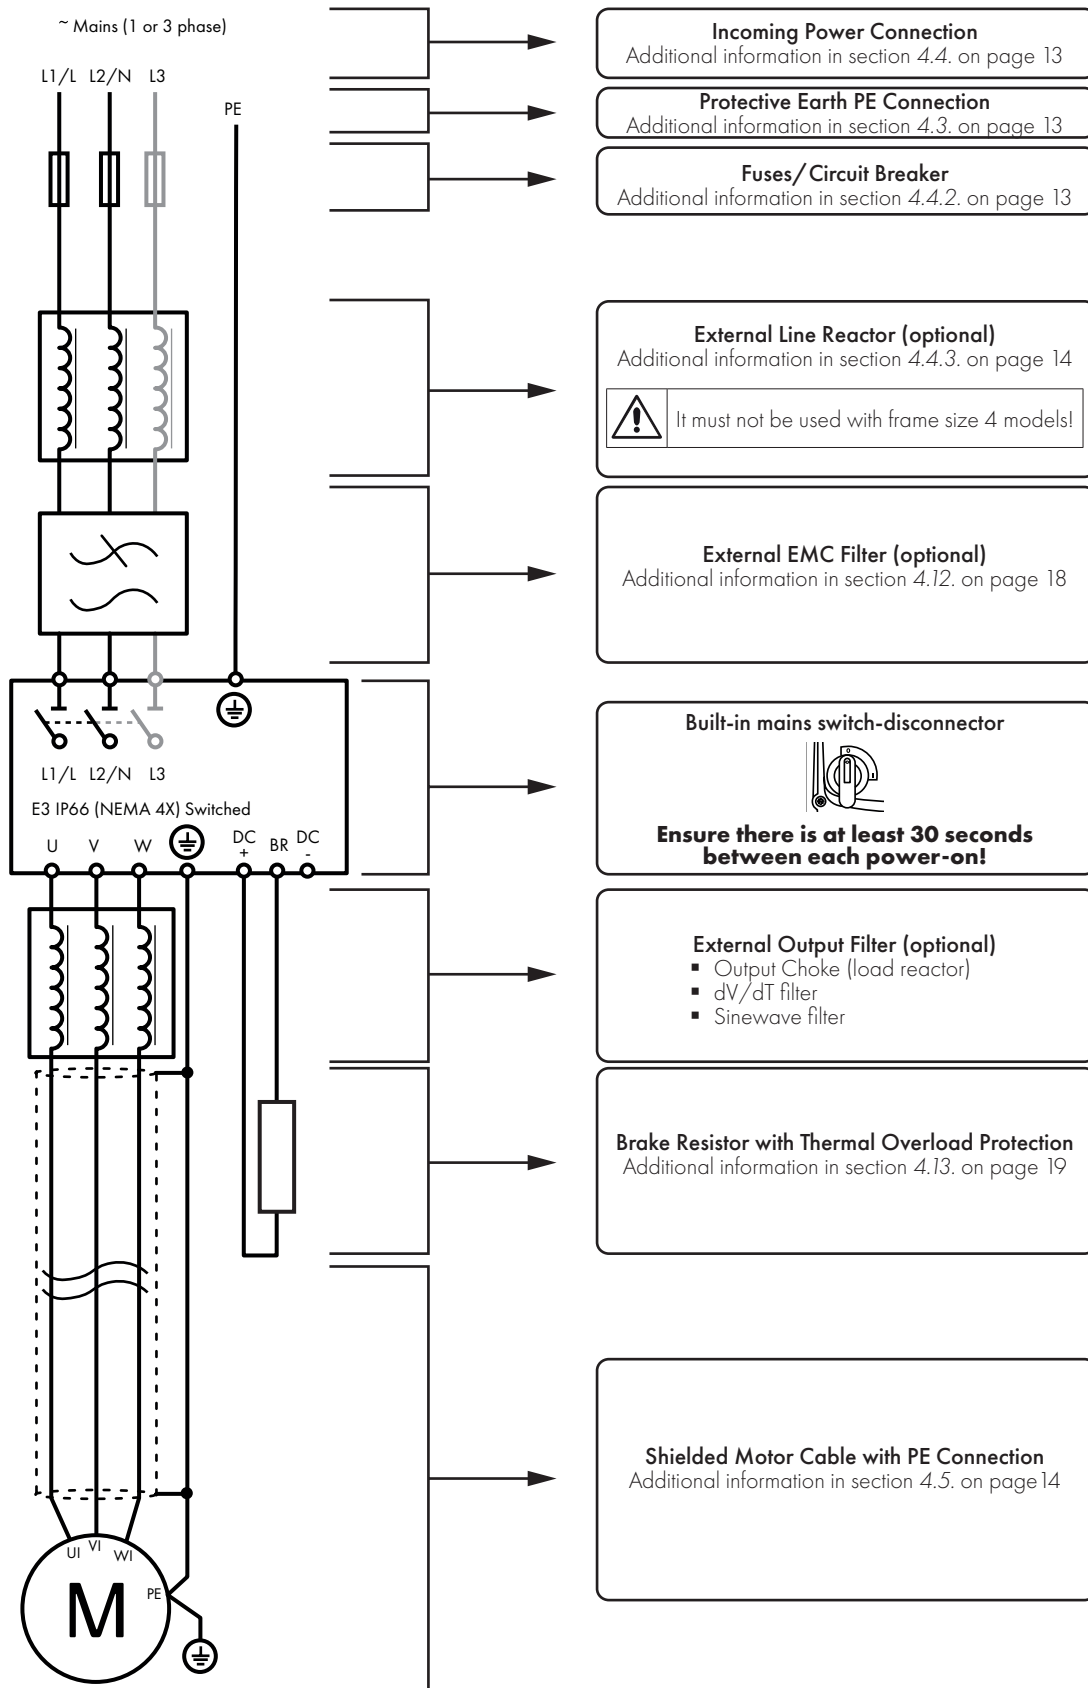 ~ Mains (1 or 3 phase)
L1/L L2/N L3
PE
Incoming Power Connection
Additional information in section 4.4. on page 13
Protective Earth PE Connection
Additional information in section 4.3. on page 13
Fuses/Circuit Breaker
Additional information in section 4.4.2. on page 13
External Line Reactor (optional)
Additional information in section 4.4.3. on page 14
It must not be used with frame size 4 models!
External EMC Filter (optional)
Additional information in section 4.12. on page 18
L1/L L2/N L3
E3 IP66 (NEMA 4X) Switched
U V W DC + BR DC -
Built-in mains switch-disconnector
Ensure there is at least 30 seconds
between each power-on!
External Output Filter (optional)
▪ Output Choke (load reactor)
▪ dV/dT filter
▪ Sinewave filter
Brake Resistor with Thermal Overload Protection
Additional information in section 4.13. on page 19
Shielded Motor Cable with PE Connection
Additional information in section 4.5. on page14
UI VI WI
PE
M